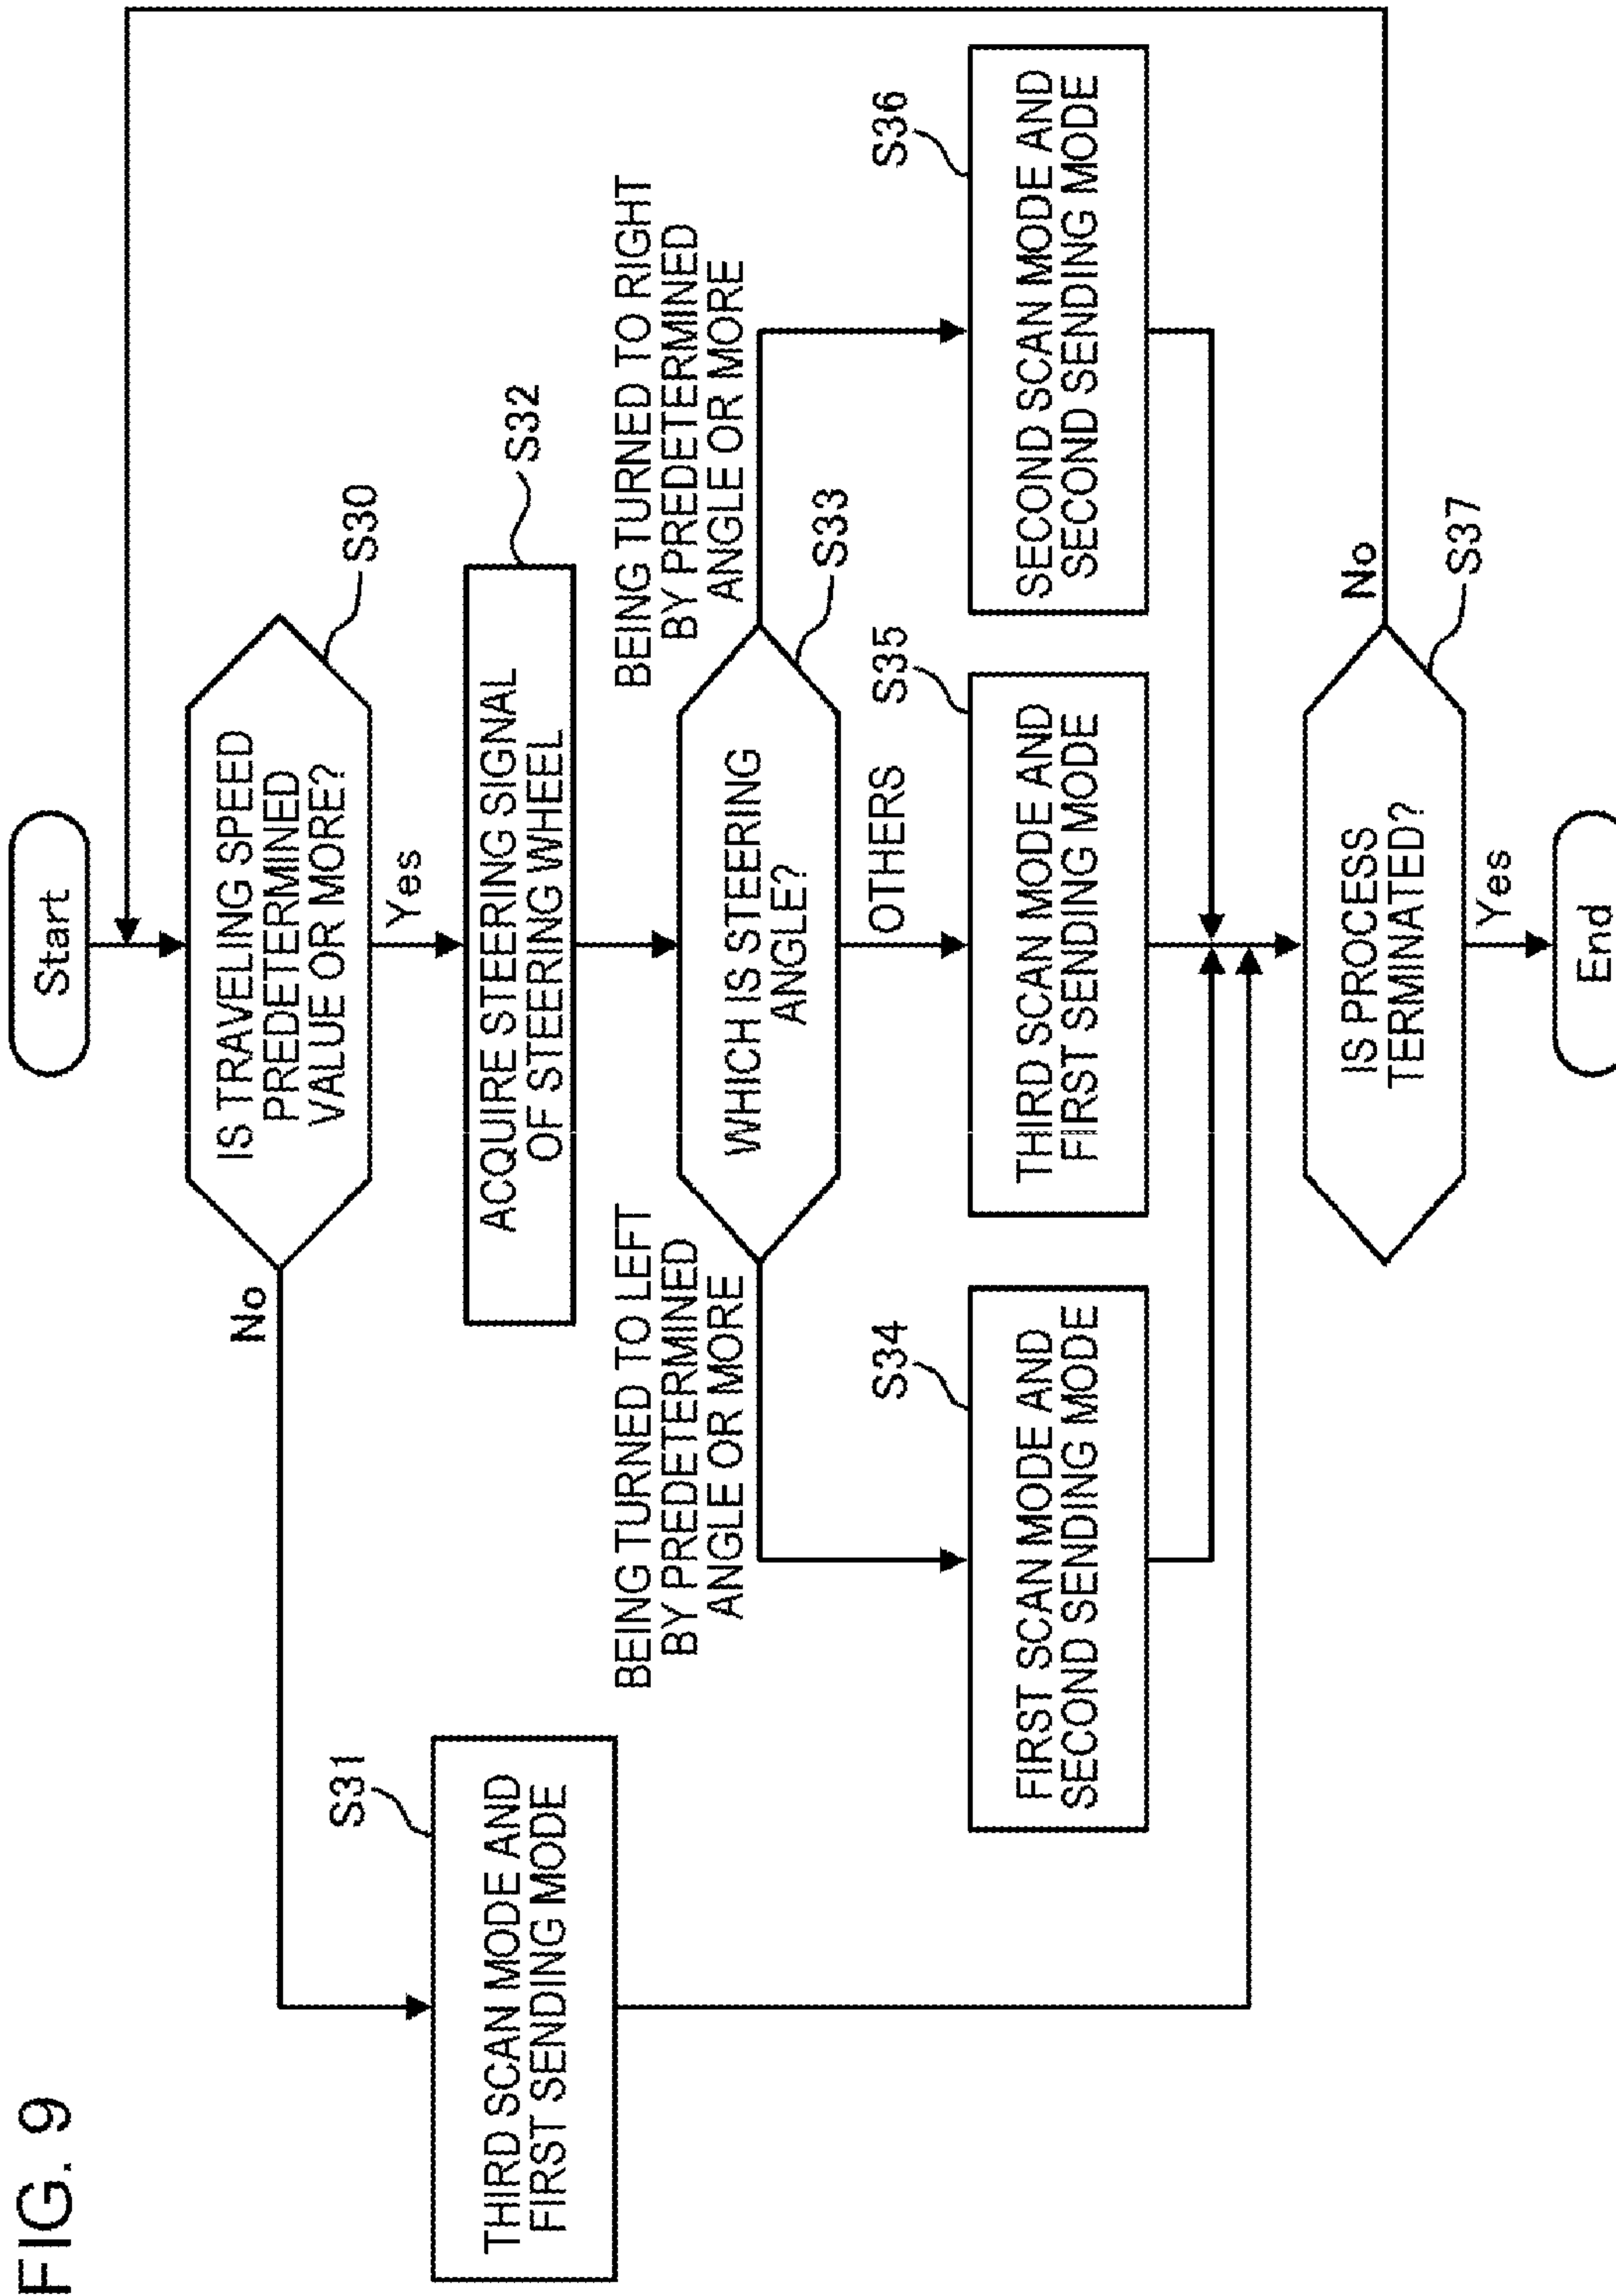 FIG. 9
Start
IS TRAVELING SPEED
PREDETERMINED
VALUE OR MORE?
S30
No
Yes
S31
THIRD SCAN MODE AND
FIRST SENDING MODE
S32
ACQUIRE STEERING SIGNAL
OF STEERING WHEEL
BEING TURNED TO LEFT
BY PREDETERMINED
ANGLE OR MORE
WHICH IS STEERING
ANGLE?
S33
BEING TURNED TO RIGHT
BY PREDETERMINED
ANGLE OR MORE
OTHERS
S34
FIRST SCAN MODE AND
SECOND SENDING MODE
S35
THIRD SCAN MODE AND
FIRST SENDING MODE
S36
SECOND SCAN MODE AND
SECOND SENDING MODE
IS PROCESS
TERMINATED?
No
S37
Yes
End